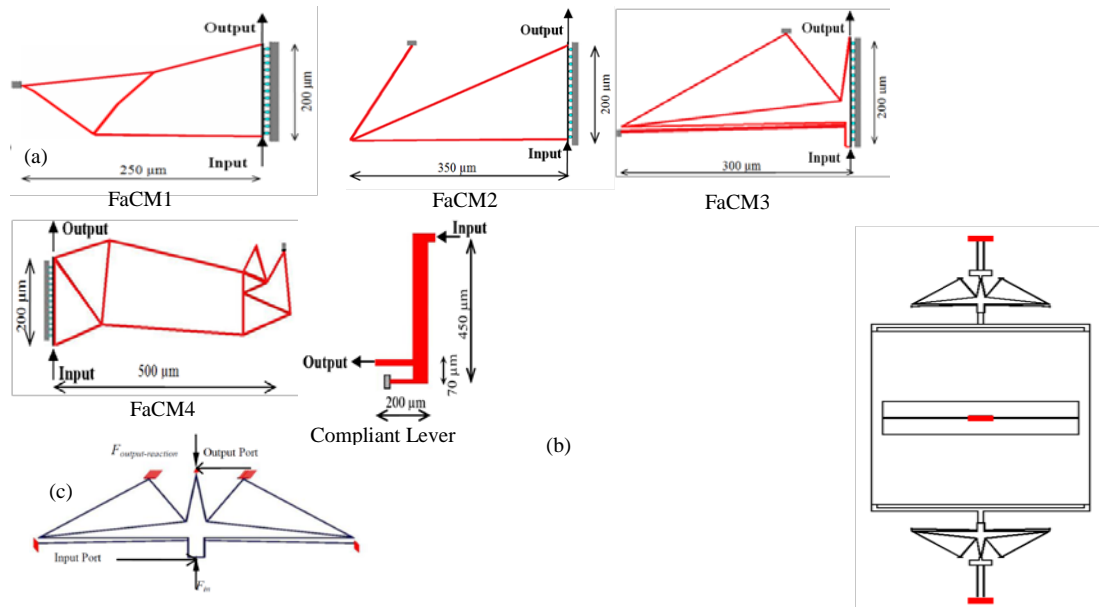 Output
200 µm
(a)
Input
250 µm
FaCM1
Output
200 µm
Input
350 µm
FaCM2
Output
200 µm
Input
300 µm
FaCM3
Output
200 µm
Input
500 µm
FaCM4
Input
450 µm
Output
70 µm
200 µm
Compliant Lever
(b)
F output-reaction
Output Port
(c)
Input Port
F in